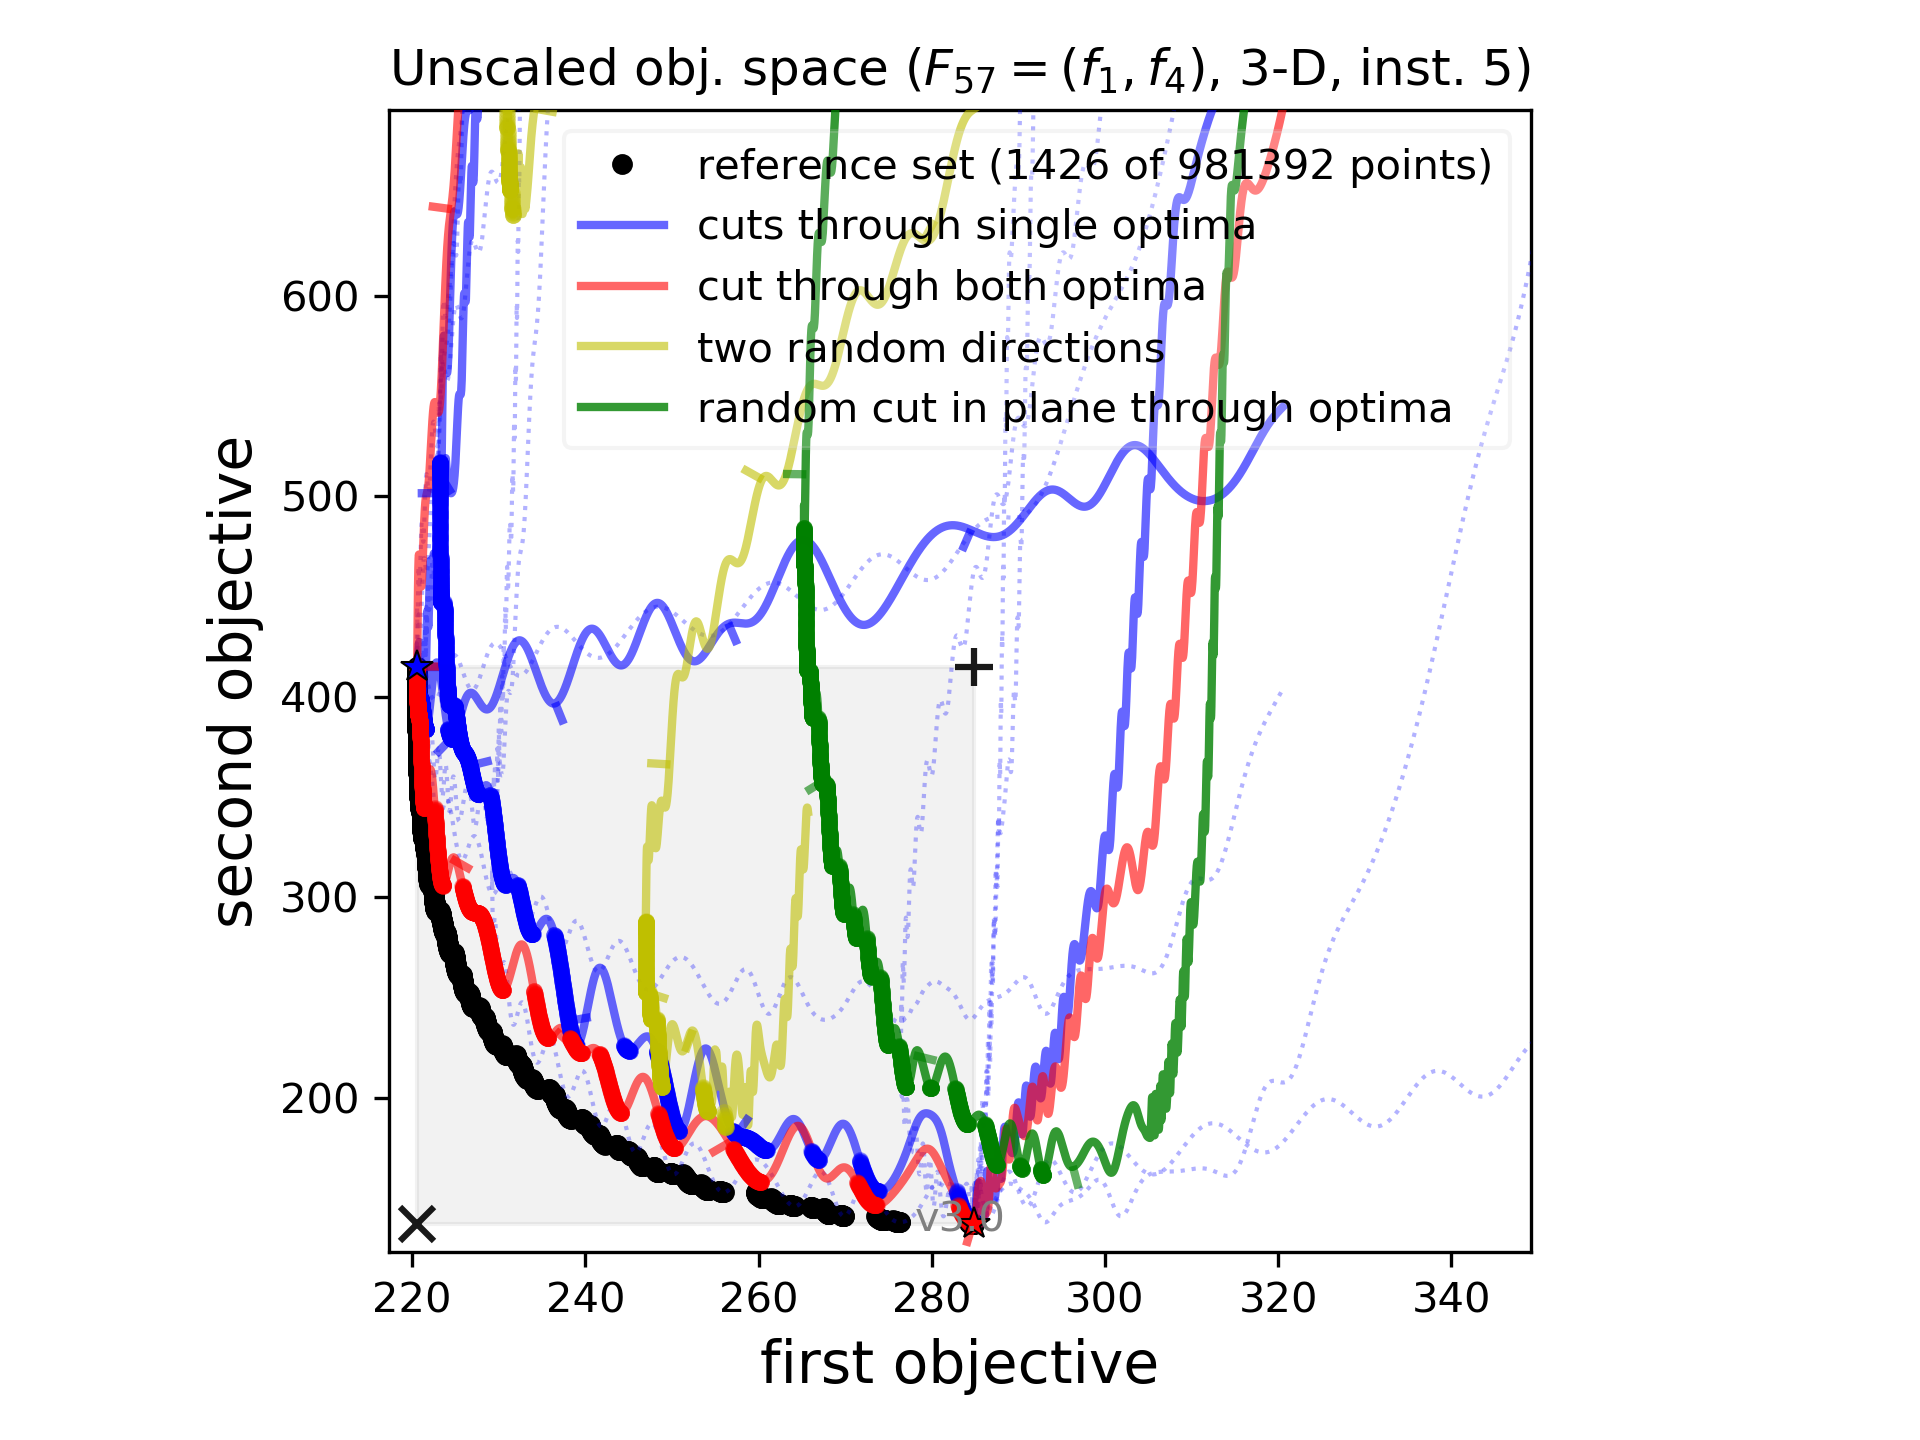 Unscaled obj. space (F₅₇ = (f₁, f₄), 3-D, inst. 5)
reference set (1426 of 981392 points)
cuts through single optima
cut through both optima
two random directions
random cut in plane through optima
second objective
600
500
400
300
200
v3.0
220 240 260 280 300 320 340
first objective